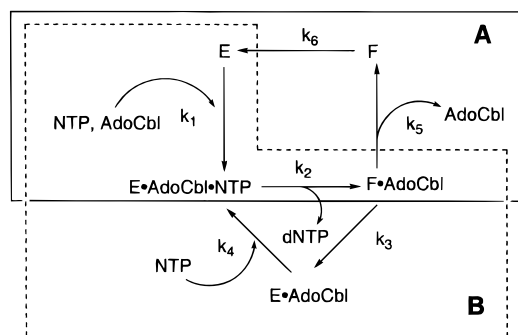 A
E
k6
F
NTP, AdoCbl
k1
k5
AdoCbl
E•AdoCbl•NTP
k2
F•AdoCbl
dNTP
k4
k3
NTP
E•AdoCbl
B